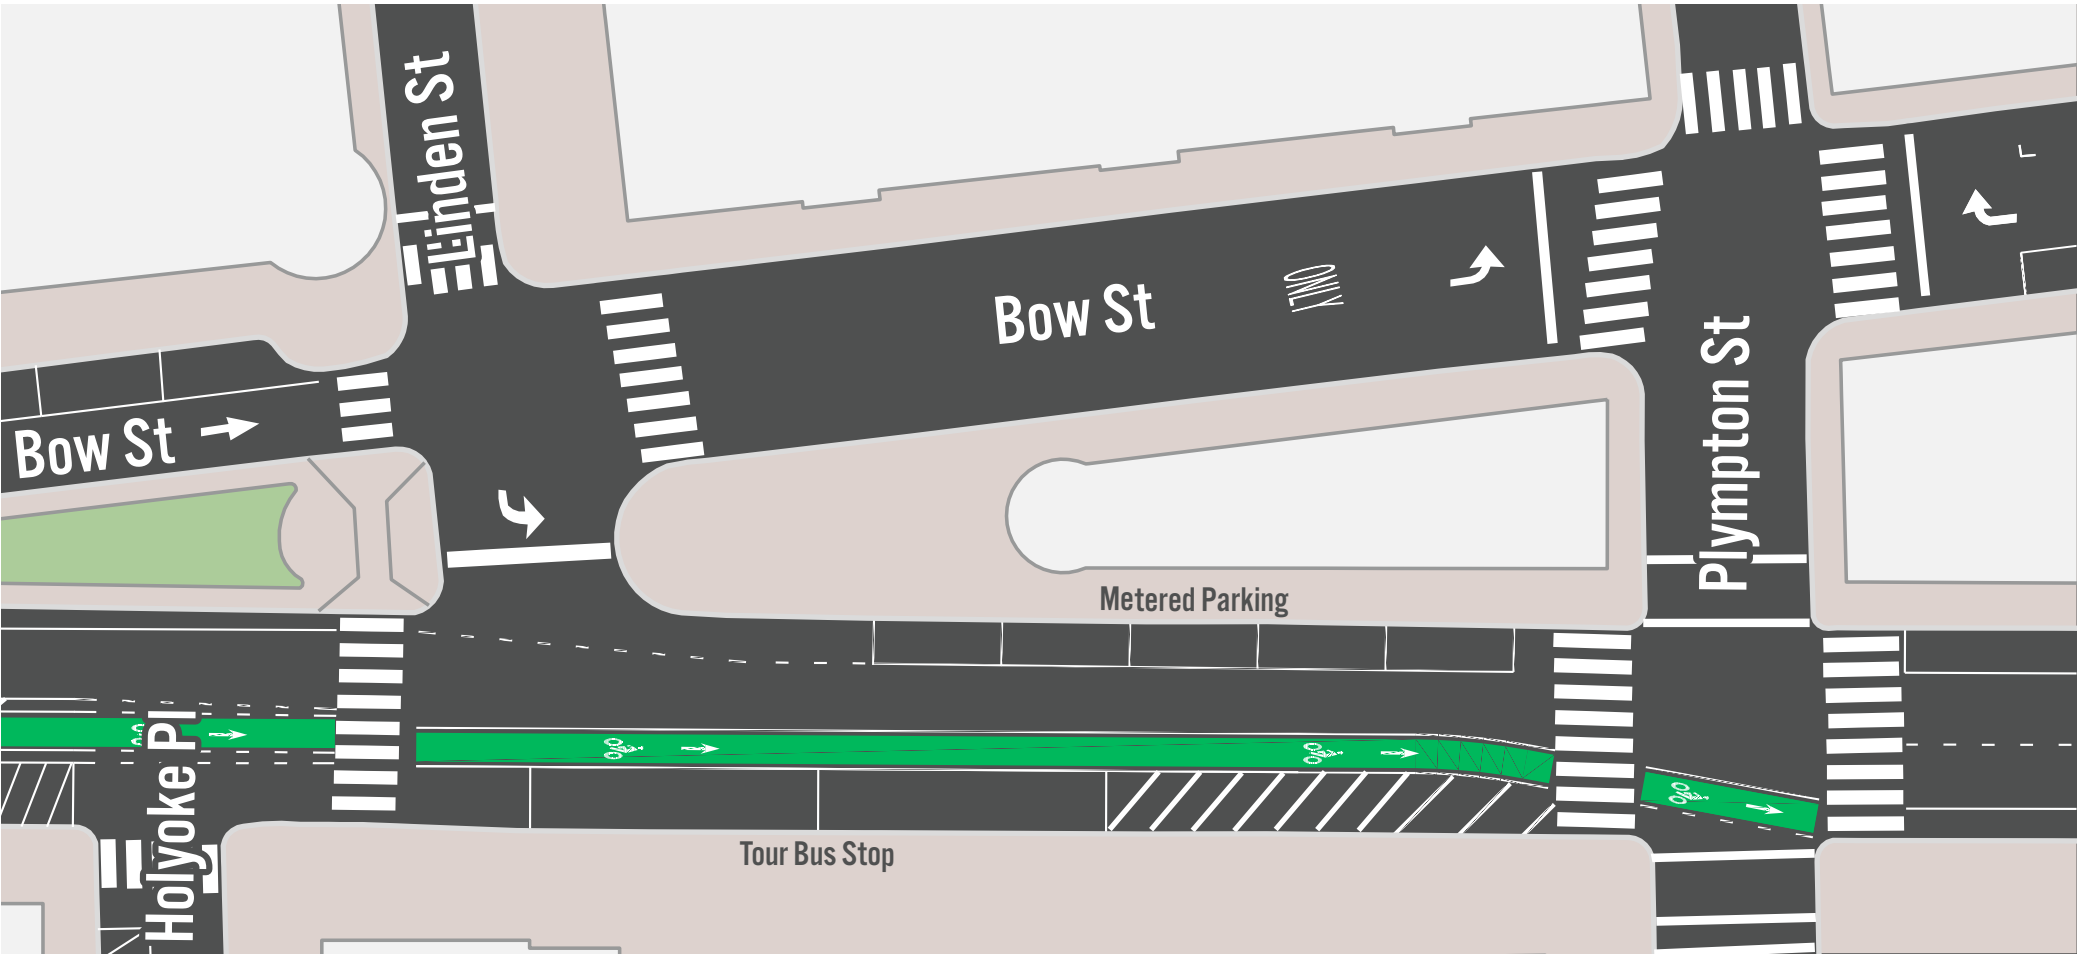 Linden St
Bow St
ONLY
Bow St
Plympton St
Metered Parking
Holyoke Pl
Tour Bus Stop